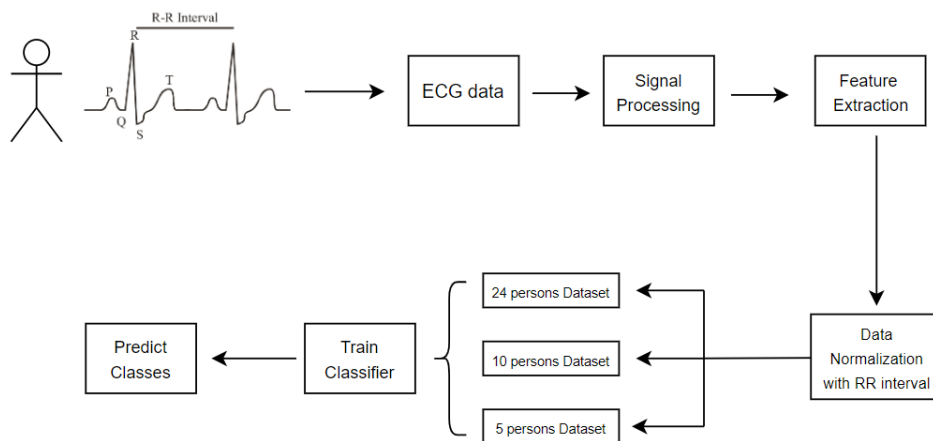 R-R Interval
R
P
T
Q
S
ECG data
Signal
Processing
Feature
Extraction
24 persons Dataset
10 persons Dataset
5 persons Dataset
Data
Normalization
with RR interval
Train
Classifier
Predict
Classes